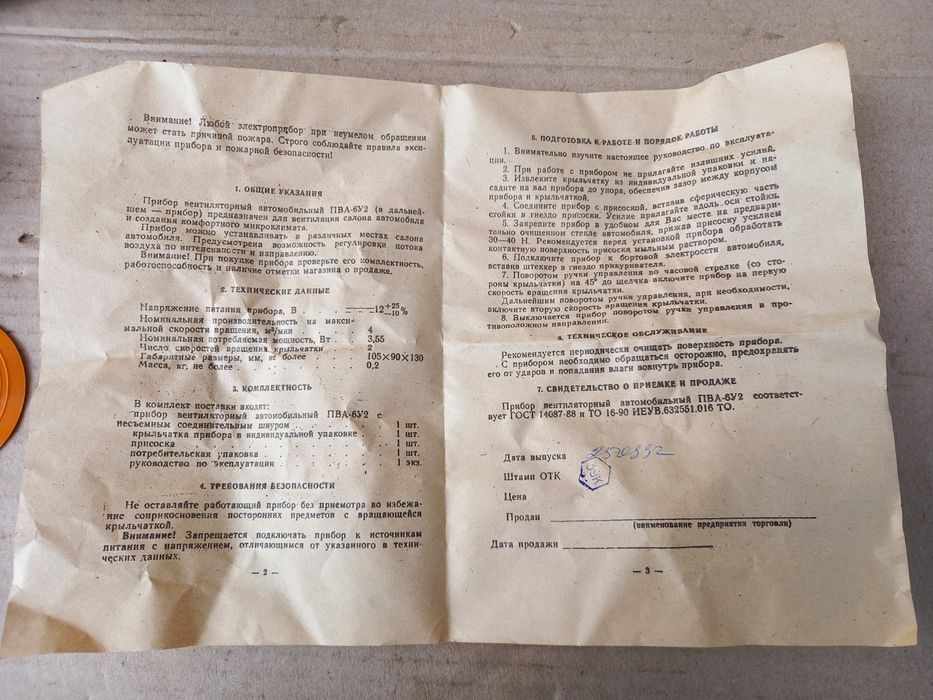 Внимание! Любой электроприбор при неумелом обращении
может стать причиной пожара. Строго соблюдайте правила эксп-
луатации прибора и пожарной безопасности!
1. ОБЩИЕ УКАЗАНИЯ
Прибор вентиляторный автомобильный ПВА-6У2 (в дальней-
шем — прибор) предназначен для вентиляции салона автомобиля
и создания комфортного микроклимата.
Прибор можно устанавливать в различных местах салона
автомобиля. Предусмотрена возможность регулировки потока
воздуха по интенсивности и направлению.
Внимание! При покупке прибора проверьте его комплектность,
работоспособность и наличие отметки магазина о продаже.
2. ТЕХНИЧЕСКИЕ ДАННЫЕ
Напряжение питания прибора, В 12 +25 −10 %
Номинальная производительность на макси-
мальной скорости вращения, м³/мин 4
Номинальная потребляемая мощность, Вт 3,55
Число скоростей вращения крыльчатки 2
Габаритные размеры, мм, не более 105×90×130
Масса, кг, не более 0,2
3. КОМПЛЕКТНОСТЬ
В комплект поставки входят:
прибор вентиляторный автомобильный ПВА-6У2 с
несъемным соединительным шнуром 1 шт.
крыльчатка прибора в индивидуальной упаковке 1 шт.
присоска 1 шт.
потребительская упаковка 1 шт.
руководство по эксплуатации 1 экз.
4. ТРЕБОВАНИЯ БЕЗОПАСНОСТИ
Не оставляйте работающий прибор без присмотра во избежа-
ние соприкосновения посторонних предметов с вращающейся
крыльчаткой.
Внимание! Запрещается подключать прибор к источникам
питания с напряжением, отличающимся от указанного в техни-
ческих данных.
— 2 —
5. ПОДГОТОВКА К РАБОТЕ И ПОРЯДОК РАБОТЫ
1. Внимательно изучите настоящее руководство по эксплуата-
ции.
2. При работе с прибором не прилагайте излишних усилий.
3. Извлеките крыльчатку из индивидуальной упаковки и на-
садите на вал прибора до упора, обеспечив зазор между корпусом
прибора и крыльчаткой.
4. Соедините прибор с присоской, вставив сферическую часть
стойки в гнездо присоски. Усилие прилагайте вдоль оси стойки.
5. Закрепите прибор в удобном для Вас месте на предвари-
тельно очищенном стекле автомобиля, прижав присоску усилием
30—40 Н. Рекомендуется перед установкой прибора обработать
контактную поверхность присоски мыльным раствором.
6. Подключите прибор к бортовой электросети автомобиля,
вставив штеккер в гнездо прикуривателя.
7. Поворотом ручки управления по часовой стрелке (со сто-
роны крыльчатки) на 45° до щелчка включите прибор на первую
скорость вращения крыльчатки.
Дальнейшим поворотом ручки управления, при необходимости,
включите вторую скорость вращения крыльчатки.
8. Выключается прибор поворотом ручки управления в про-
тивоположном направлении.
6. ТЕХНИЧЕСКОЕ ОБСЛУЖИВАНИЕ
Рекомендуется периодически очищать поверхность прибора.
С прибором необходимо обращаться осторожно, предохранять
его от ударов и попадания влаги вовнутрь прибора.
7. СВИДЕТЕЛЬСТВО О ПРИЕМКЕ И ПРОДАЖЕ
Прибор вентиляторный автомобильный ПВА-6У2 соответст-
вует ГОСТ 14087-88 и ТО 16-90 ИЕУВ.632551.016 ТО.
Дата выпуска
Штамп ОТК
Цена
Продан
(наименование предприятия торговли)
Дата продажи
— 3 —